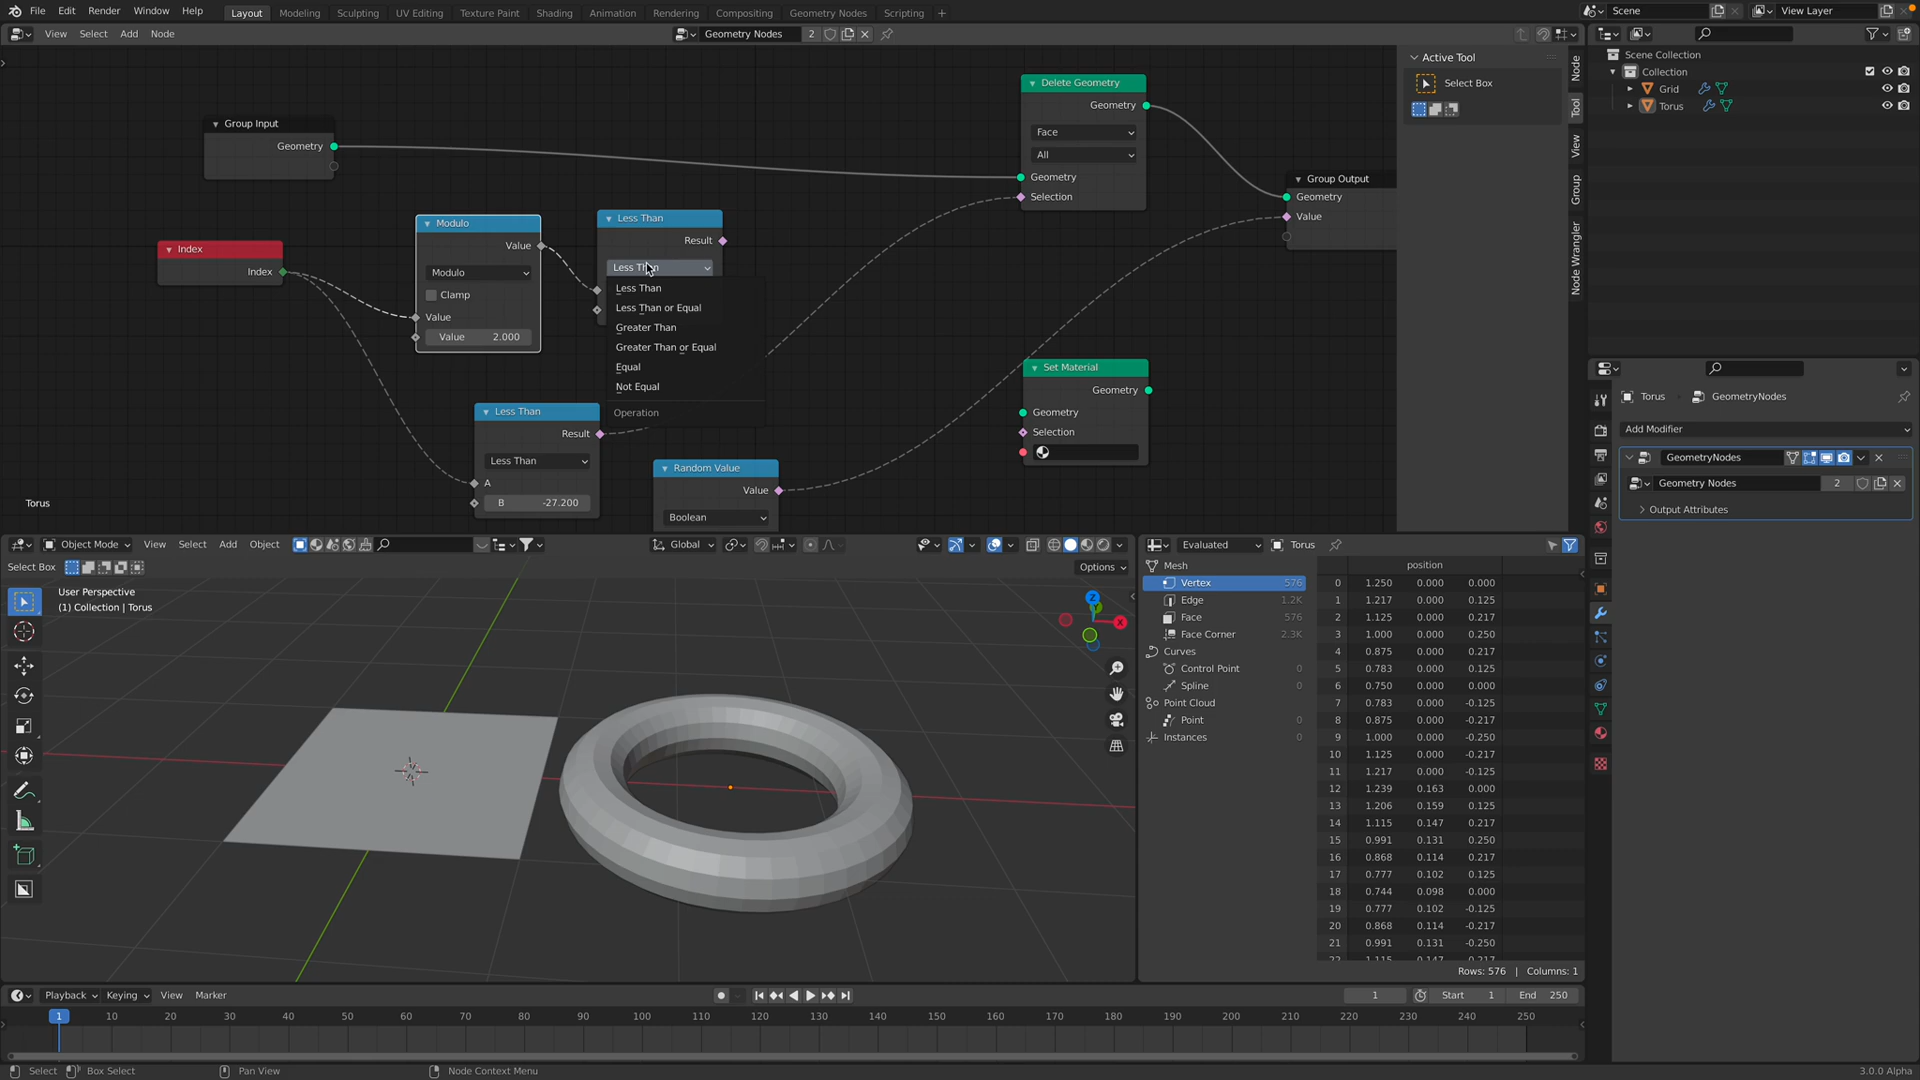 File Edit Render Window Help Layout Modeling Sculpting UV Editing Texture Paint Shading Animation Rendering Compositing Geometry Nodes Scripting + Scene View Layer
View Select Add Node Geometry Nodes 2
Active Tool
Select Box
Node
Tool
View
Group
Node Wrangler
Scene Collection
Collection
Grid
Torus
Group Input
Geometry
Index
Index
Modulo
Value
Modulo
Clamp
Value
Value 2.000
Less Than
Result
Less Than
Less Than
Less Than or Equal
Greater Than
Greater Than or Equal
Equal
Not Equal
Operation
Less Than
Result
Less Than
A
B -27.200
Random Value
Value
Boolean
Delete Geometry
Geometry
Face
All
Geometry
Selection
Set Material
Geometry
Geometry
Selection
Group Output
Geometry
Value
Torus
Torus GeometryNodes
Add Modifier
GeometryNodes
Geometry Nodes 2
Output Attributes
Object Mode View Select Add Object Global
Select Box Options
User Perspective
(1) Collection | Torus
Z
Y
X
Evaluated Torus
Mesh
Vertex 576
Edge 1.2K
Face 576
Face Corner 2.3K
Curves
Control Point 0
Spline 0
Point Cloud
Point 0
Instances 0
position
0 1.250 0.000 0.000
1 1.217 0.000 0.125
2 1.125 0.000 0.217
3 1.000 0.000 0.250
4 0.875 0.000 0.217
5 0.783 0.000 0.125
6 0.750 0.000 0.000
7 0.783 0.000 -0.125
8 0.875 0.000 -0.217
9 1.000 0.000 -0.250
10 1.125 0.000 -0.217
11 1.217 0.000 -0.125
12 1.239 0.163 0.000
13 1.206 0.159 0.125
14 1.115 0.147 0.217
15 0.991 0.131 0.250
16 0.868 0.114 0.217
17 0.777 0.102 0.125
18 0.744 0.098 0.000
19 0.777 0.102 -0.125
20 0.868 0.114 -0.217
21 0.991 0.131 -0.250
22 1.115 0.147 -0.217
Rows: 576 | Columns: 1
Playback Keying View Marker 1 Start 1 End 250
1 10 20 30 40 50 60 70 80 90 100 110 120 130 140 150 160 170 180 190 200 210 220 230 240 250
Select Box Select Pan View Node Context Menu 3.0.0 Alpha